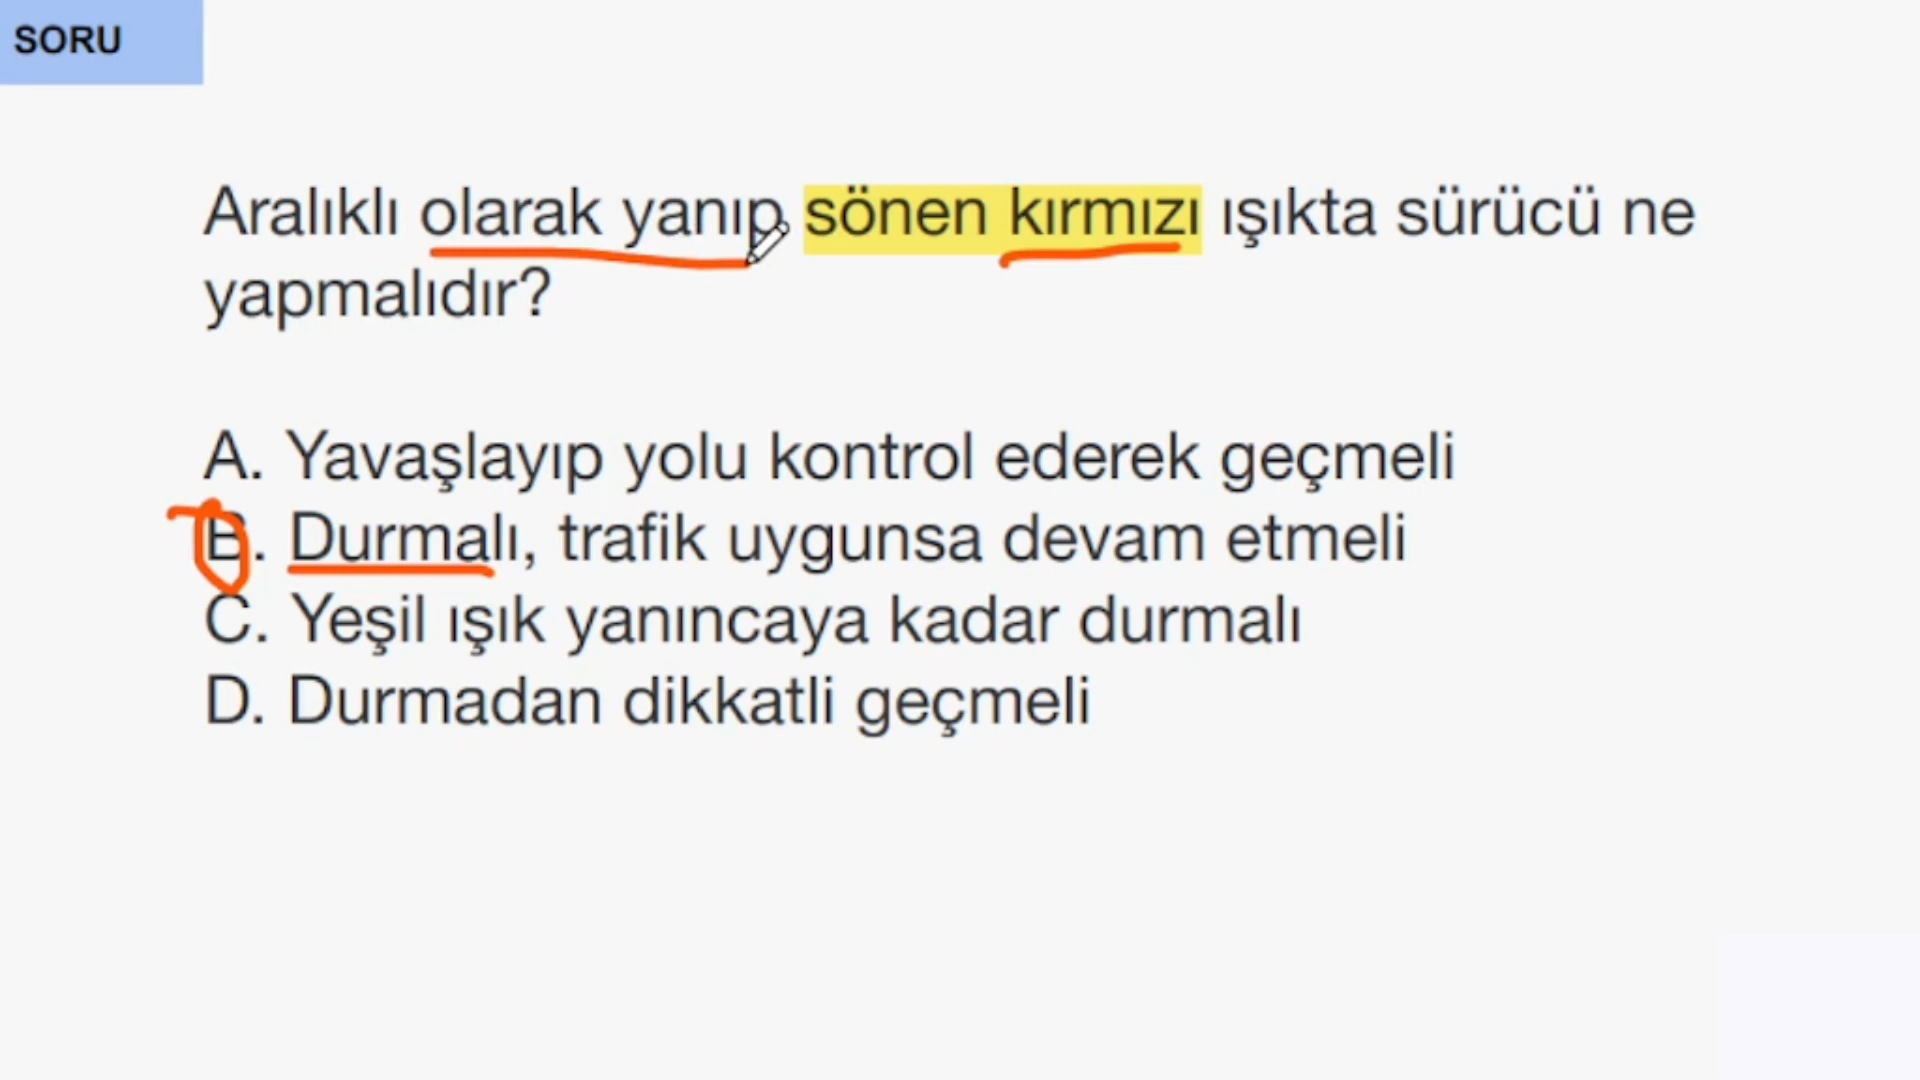 SORU
Aralıklı olarak yanıp sönen kırmızı ışıkta sürücü ne
yapmalıdır?
A. Yavaşlayıp yolu kontrol ederek geçmeli
B. Durmalı, trafik uygunsa devam etmeli
C. Yeşil ışık yanıncaya kadar durmalı
D. Durmadan dikkatli geçmeli